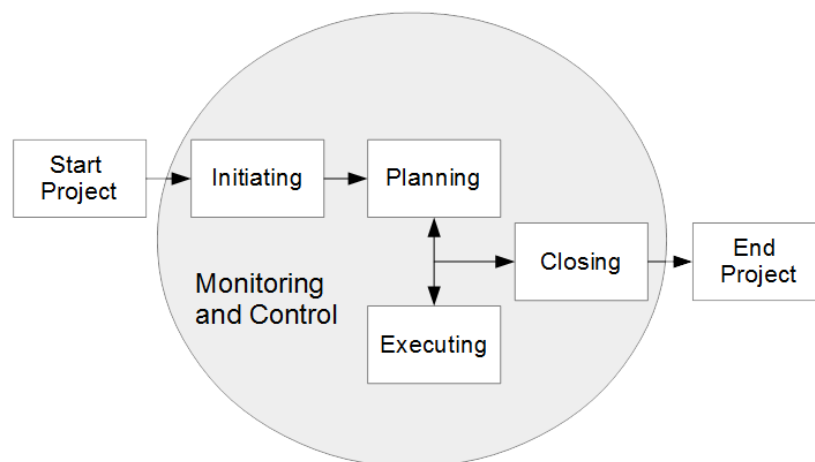 Start
Project
Initiating
Planning
Closing
End
Project
Monitoring
and Control
Executing